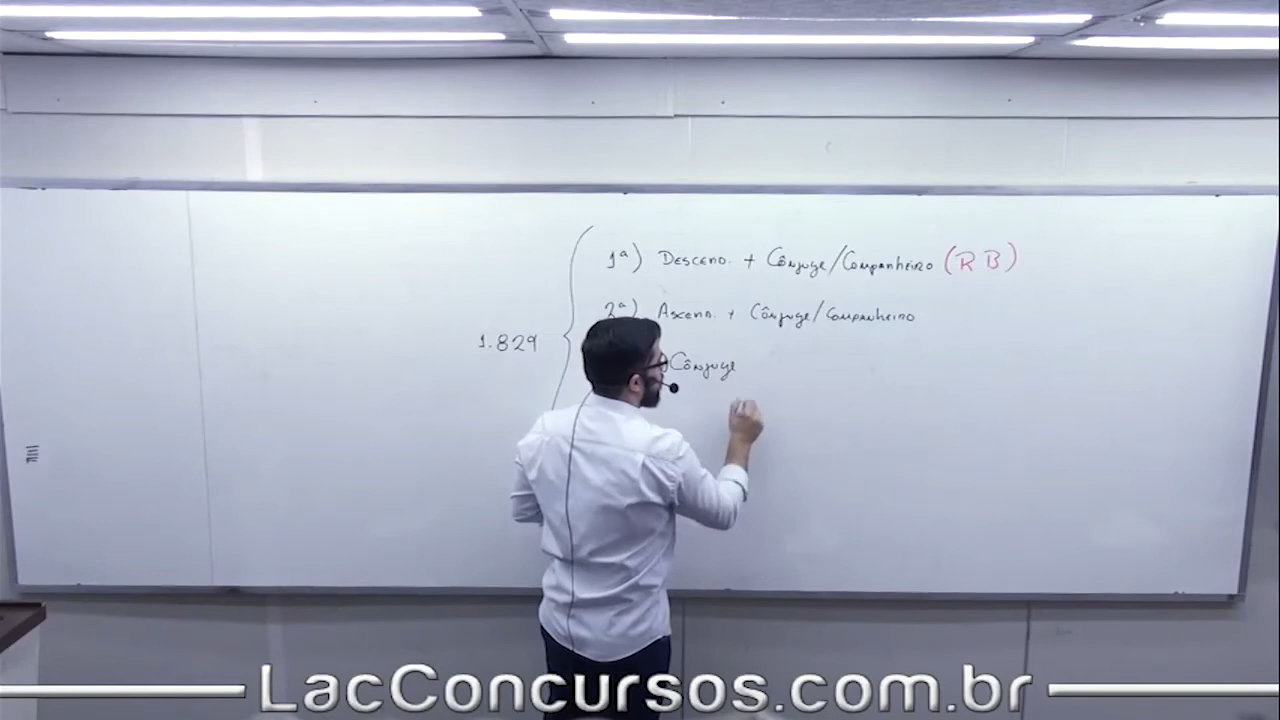 1ª) DESCEND. + Cônjuge/Companheiro (RB)
2ª) ASCEND. + Cônjuge/Companheiro
1.829
Cônjuge
LacConcursos.com.br